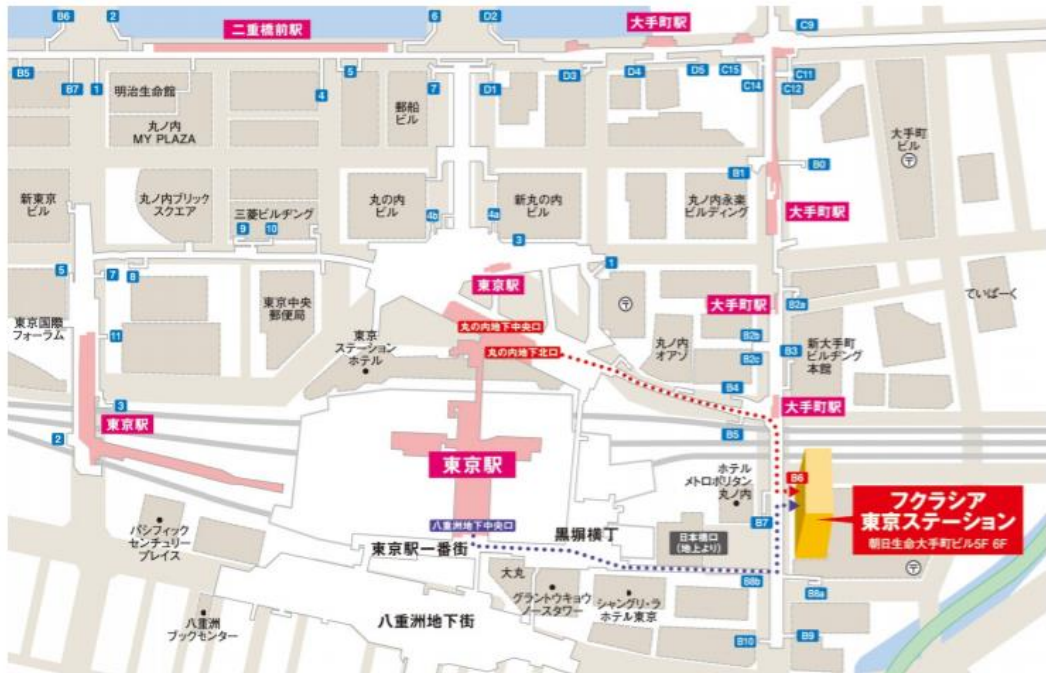 B6
2
6
D2
大手町駅
C9
二重橋前駅
B5
B7
1
4
5
7
D1
D3
D4
D5
C15
C14
C11
C12
明治生命館
丸ノ内
MY PLAZA
郵船
ビル
大手町
ビル
〒
B1
B0
新東京
ビル
丸ノ内ブリック
スクエア
三菱ビルヂング
9
10
丸の内
ビル
4b
4a
新丸の内
ビル
3
丸ノ内永楽
ビルディング
大手町駅
5
7
8
1
東京駅
東京中央
郵便局
〒
大手町駅
B2a
ていぱーく
東京国際
フォーラム
11
東京
ステーション
ホテル
丸の内地下中央口
丸の内地下北口
丸ノ内
オアゾ
B2b
B2c
B3
新大手町
ビルヂング
本館
B4
3
東京駅
2
大手町駅
B5
東京駅
ホテル
メトロポリタン
丸ノ内
B6
フクラシア
東京ステーション
朝日生命大手町ビル5F 6F
B7
パシフィック
センチュリー
プレイス
八重洲地下中央口
黒塀横丁
日本橋口
(地上より)
東京駅一番街
〒
大丸
グラントウキョウ
ノースタワー
シャングリ・ラ
ホテル東京
B8b
B8a
八重洲
ブックセンター
八重洲地下街
B10
B9